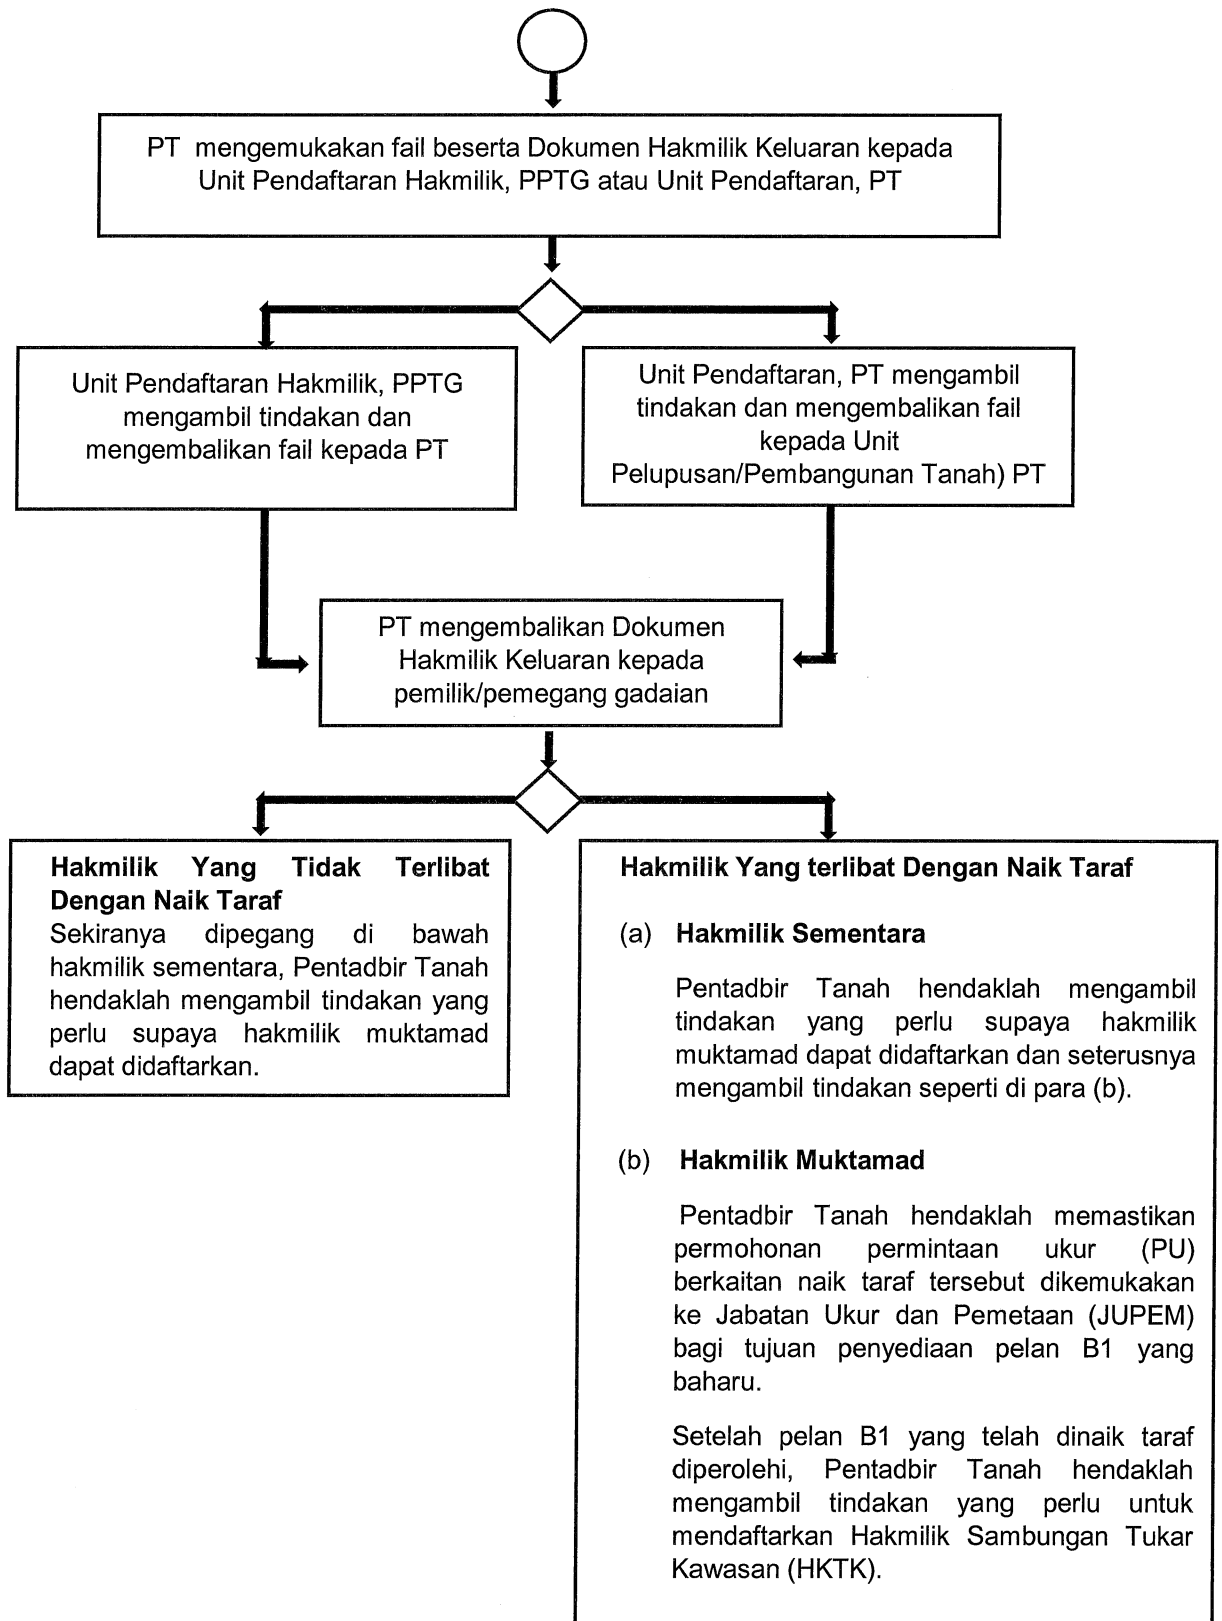 PT mengemukakan fail beserta Dokumen Hakmilik Keluaran kepada
Unit Pendaftaran Hakmilik, PPTG atau Unit Pendaftaran, PT
Unit Pendaftaran Hakmilik, PPTG
mengambil tindakan dan
mengembalikan fail kepada PT
Unit Pendaftaran, PT mengambil
tindakan dan mengembalikan fail
kepada Unit
Pelupusan/Pembangunan Tanah) PT
PT mengembalikan Dokumen
Hakmilik Keluaran kepada
pemilik/pemegang gadaian
Hakmilik Yang Tidak Terlibat
Dengan Naik Taraf
Sekiranya dipegang di bawah
hakmilik sementara, Pentadbir Tanah
hendaklah mengambil tindakan yang
perlu supaya hakmilik muktamad
dapat didaftarkan.
Hakmilik Yang terlibat Dengan Naik Taraf
(a) Hakmilik Sementara
Pentadbir Tanah hendaklah mengambil
tindakan yang perlu supaya hakmilik
muktamad dapat didaftarkan dan seterusnya
mengambil tindakan seperti di para (b).
(b) Hakmilik Muktamad
Pentadbir Tanah hendaklah memastikan
permohonan permintaan ukur (PU)
berkaitan naik taraf tersebut dikemukakan
ke Jabatan Ukur dan Pemetaan (JUPEM)
bagi tujuan penyediaan pelan B1 yang
baharu.
Setelah pelan B1 yang telah dinaik taraf
diperolehi, Pentadbir Tanah hendaklah
mengambil tindakan yang perlu untuk
mendaftarkan Hakmilik Sambungan Tukar
Kawasan (HKTK).